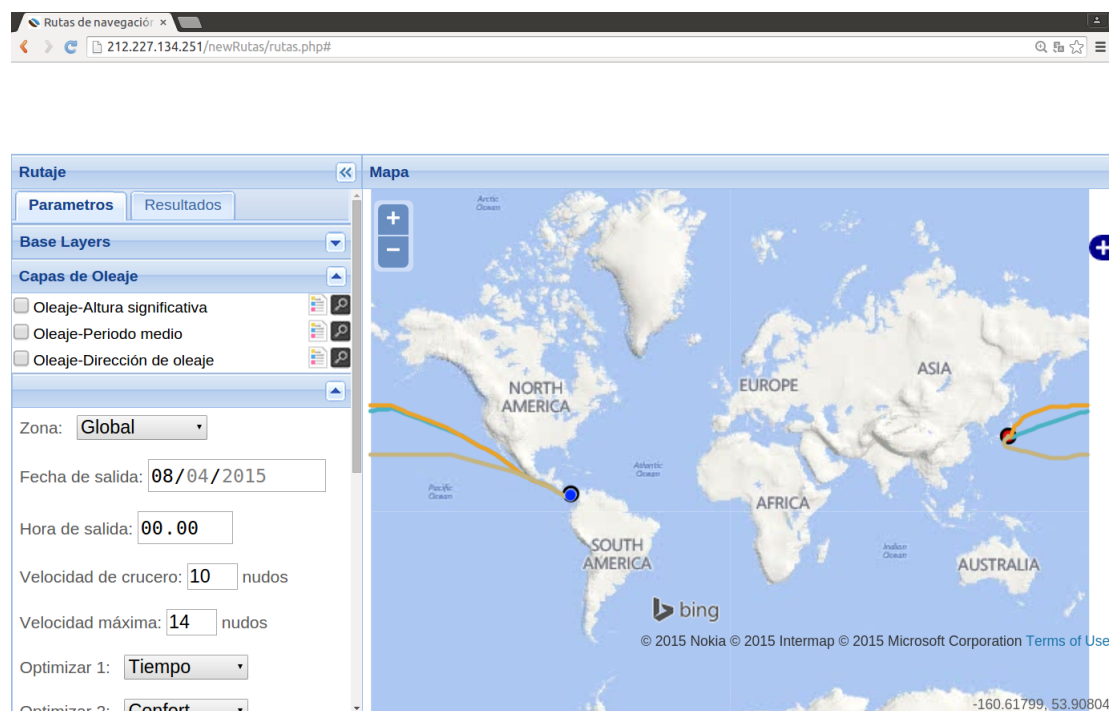 Rutas de navegación
212.227.134.251/newRutas/rutas.php#
Rutaje
Mapa
Parametros Resultados
Base Layers
Capas de Oleaje
Oleaje-Altura significativa
Oleaje-Periodo medio
Oleaje-Dirección de oleaje
Zona: Global
Fecha de salida: 08/04/2015
Hora de salida: 00.00
Velocidad de crucero: 10 nudos
Velocidad máxima: 14 nudos
Optimizar 1: Tiempo
Optimizar 2: Confort
+
−
Arctic
Ocean
NORTH
AMERICA
EUROPE
ASIA
Atlantic
Ocean
Pacific
Ocean
AFRICA
SOUTH
AMERICA
Indian
Ocean
AUSTRALIA
bing
© 2015 Nokia © 2015 Intermap © 2015 Microsoft Corporation Terms of Use
-160.61799, 53.90804